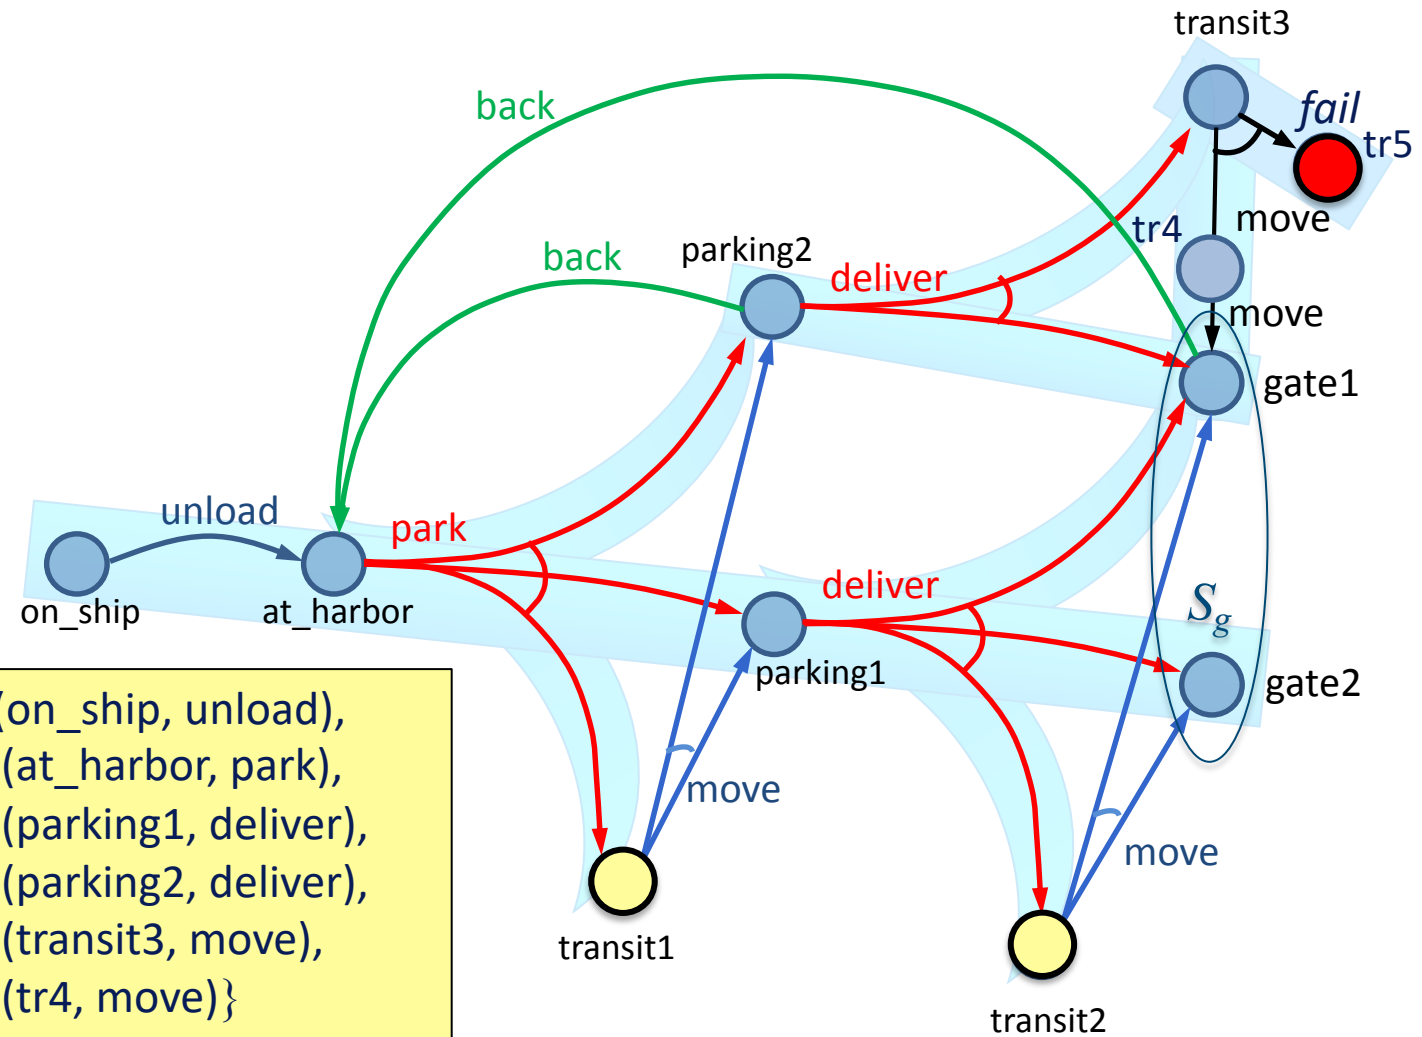 transit3
back
fail
tr5
move
tr4
parking2
back
deliver
move
gate1
unload
park
on_ship
at_harbor
deliver
S_g
parking1
gate2
(on_ship, unload),
(at_harbor, park),
(parking1, deliver),
(parking2, deliver),
(transit3, move),
(tr4, move)}
move
move
transit1
transit2